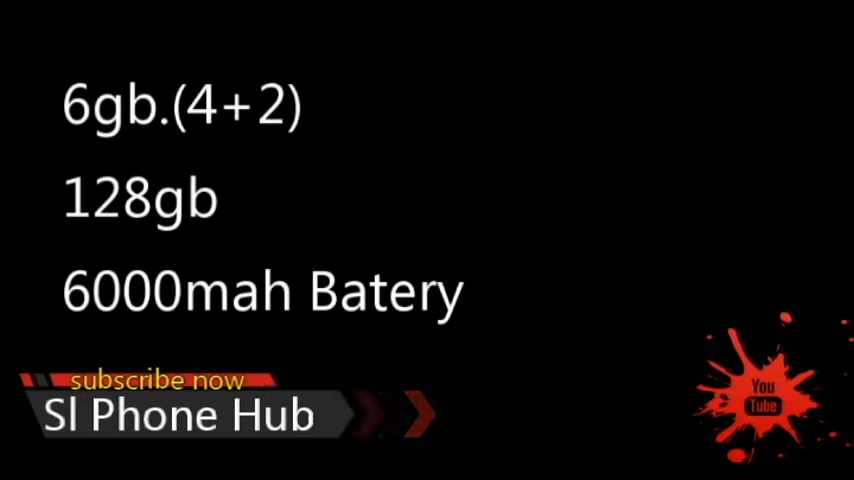 6gb.(4+2)
128gb
6000mah Batery
subscribe now
Sl Phone Hub
You
Tube